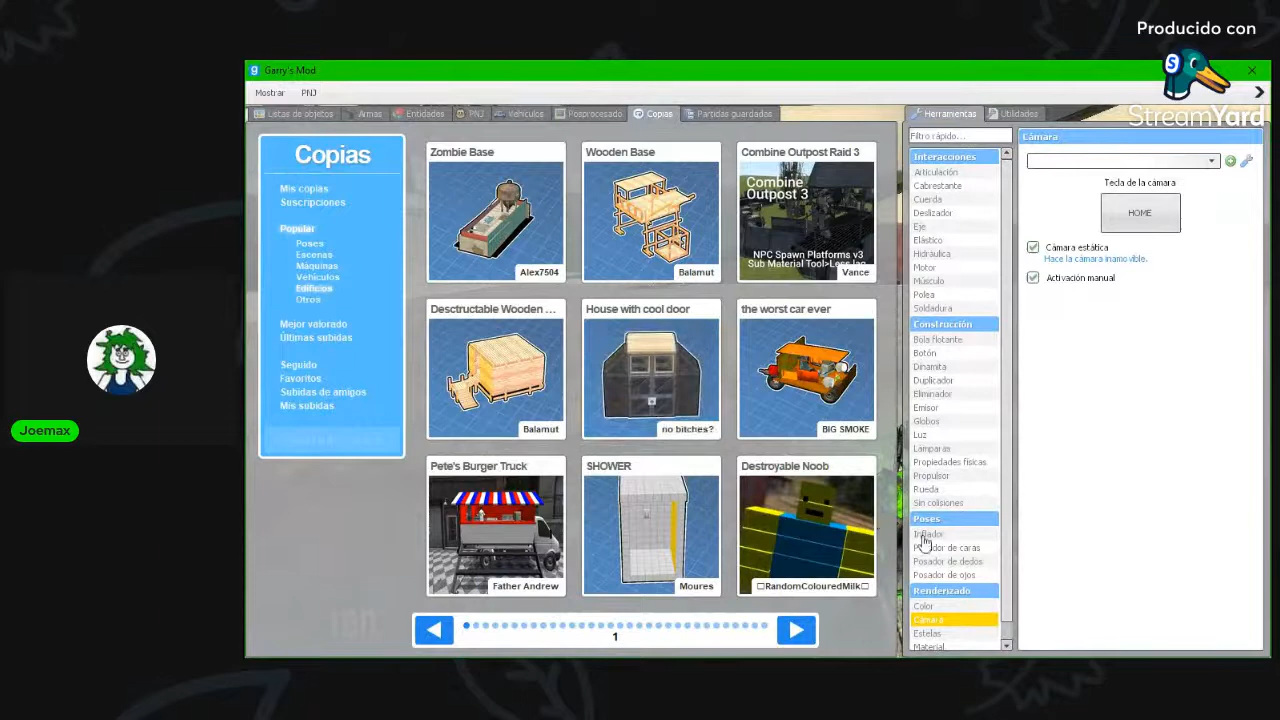 Producido con
StreamYard
Garry's Mod
Mostrar PNJ
Listas de objetos Armas Entidades PNJ Vehículos Posprocesado Copias Partidas guardadas
Herramientas Utilidades
Copias
Mis copias
Suscripciones
Popular
Poses
Escenas
Máquinas
Vehículos
Edificios
Otros
Mejor valorado
Últimas subidas
Seguido
Favoritos
Subidas de amigos
Mis subidas
Zombie Base
Alex7504
Wooden Base
Balamut
Combine Outpost Raid 3
Combine
Outpost 3
NPC Spawn Platforms v3
Sub Material Tool>Less lag
Vance
Desctructable Wooden ...
Balamut
House with cool door
no bitches?
the worst car ever
BIG SMOKE
Pete's Burger Truck
Father Andrew
SHOWER
Moures
Destroyable Noob
□RandomColouredMilk□
1
Filtro rápido...
Interacciones
Articulación
Cabrestante
Cuerda
Deslizador
Eje
Elástico
Hidráulica
Motor
Músculo
Polea
Soldadura
Construcción
Bola flotante
Botón
Dinamita
Duplicador
Eliminador
Emisor
Globos
Luz
Lámparas
Propiedades físicas
Propulsor
Rueda
Sin colisiones
Poses
Inflador
Posador de caras
Posador de dedos
Posador de ojos
Renderizado
Color
Cámara
Estelas
Material
Cámara
Tecla de la cámara
HOME
Cámara estática
Hace la cámara inamovible.
Activación manual
Joemax